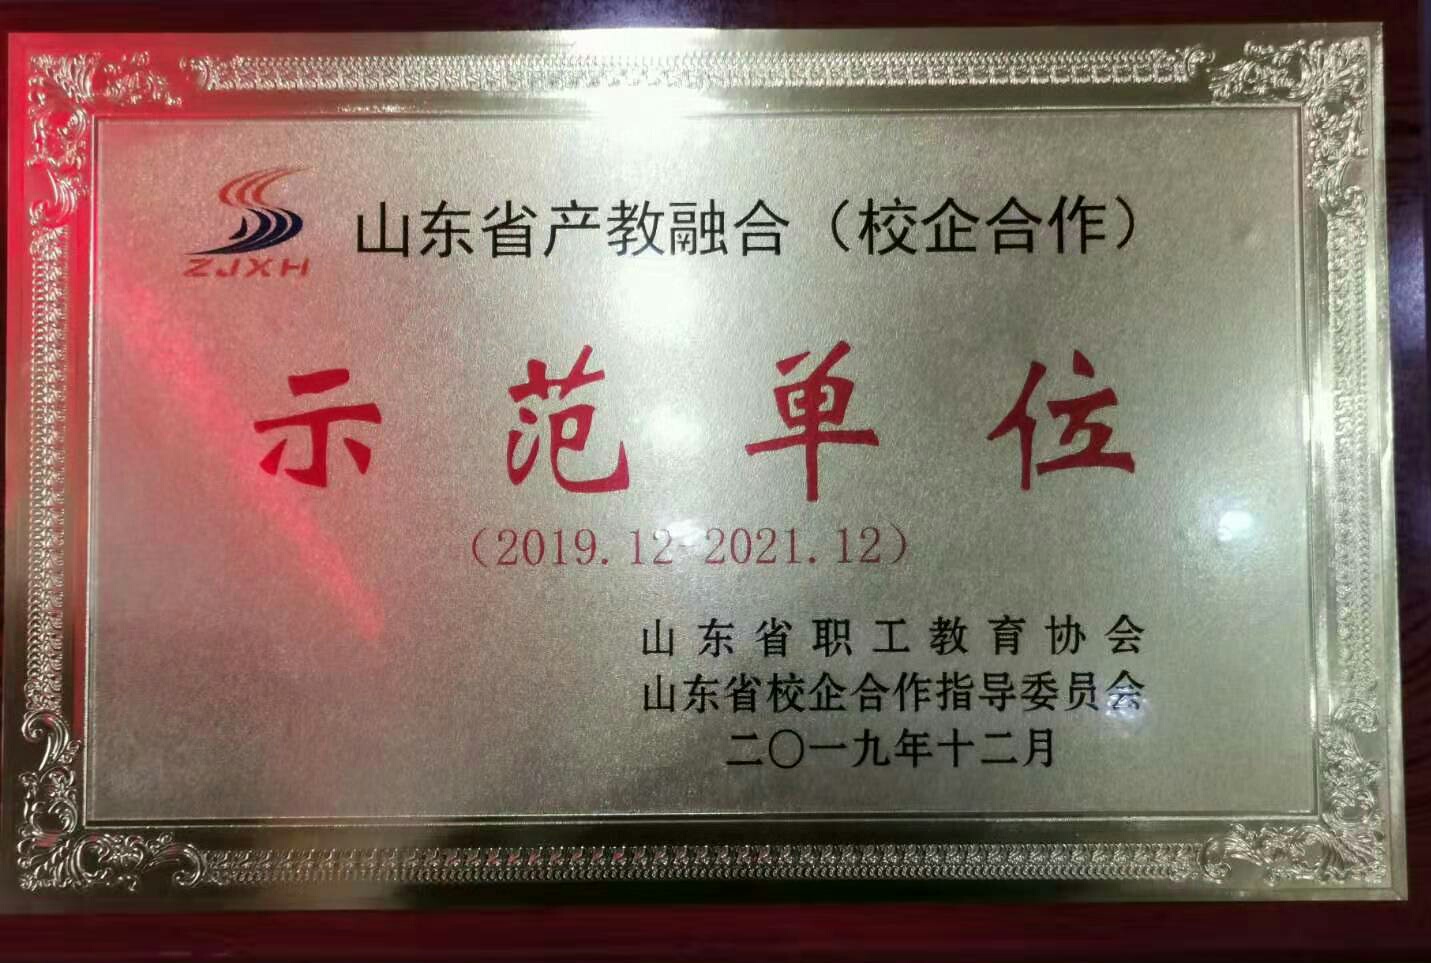 ZJXH
山东省产教融合（校企合作）
示范单位
（2019.12-2021.12）
山东省职工教育协会
山东省校企合作指导委员会
二〇一九年十二月